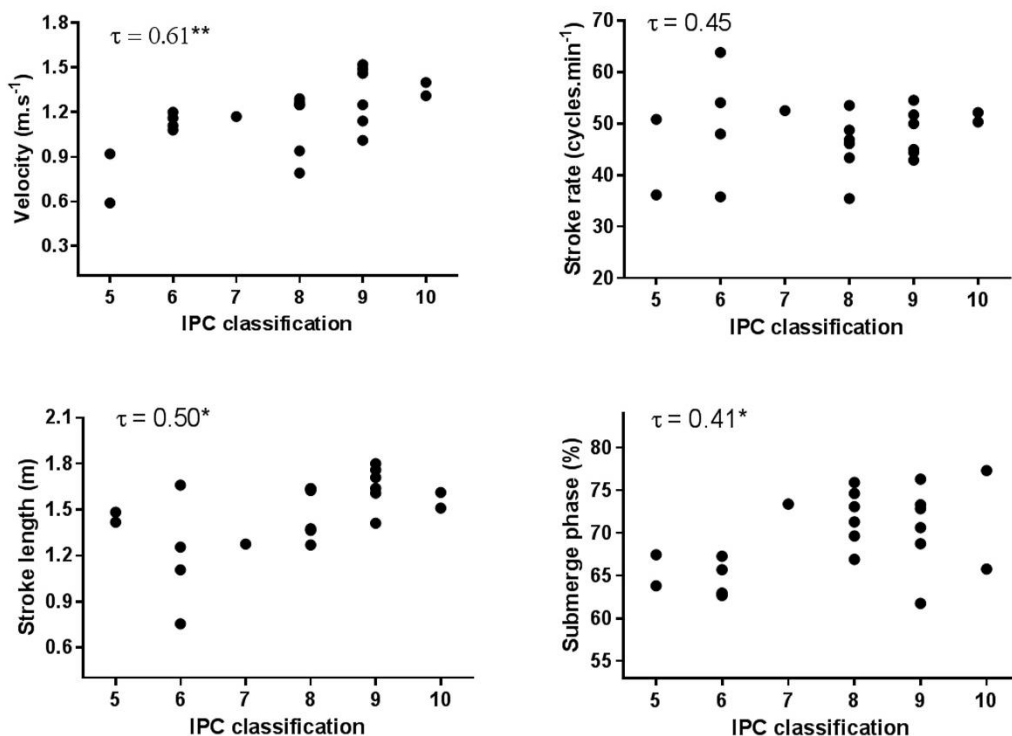 τ = 0.61**
Velocity (m.s⁻¹)
1.8
1.5
1.2
0.9
0.6
0.3
5 6 7 8 9 10
IPC classification
τ = 0.45
Stroke rate (cycles.min⁻¹)
70
60
50
40
30
20
5 6 7 8 9 10
IPC classification
τ = 0.50*
Stroke length (m)
2.1
1.8
1.5
1.2
0.9
0.6
5 6 7 8 9 10
IPC classification
τ = 0.41*
Submerge phase (%)
80
75
70
65
60
55
5 6 7 8 9 10
IPC classification